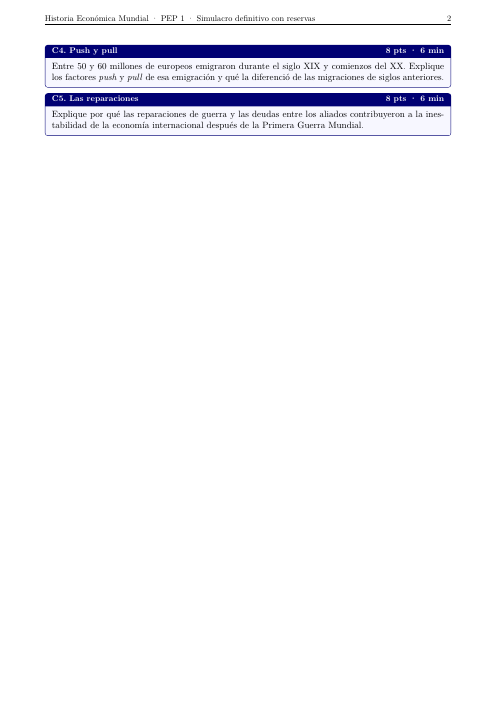 Historia Económica Mundial · PEP 1 · Simulacro definitivo con reservas 2
C4. Push y pull 8 pts · 6 min
Entre 50 y 60 millones de europeos emigraron durante el siglo XIX y comienzos del XX. Explique
los factores push y pull de esa emigración y qué la diferenció de las migraciones de siglos anteriores.
C5. Las reparaciones 8 pts · 6 min
Explique por qué las reparaciones de guerra y las deudas entre los aliados contribuyeron a la ines-
tabilidad de la economía internacional después de la Primera Guerra Mundial.